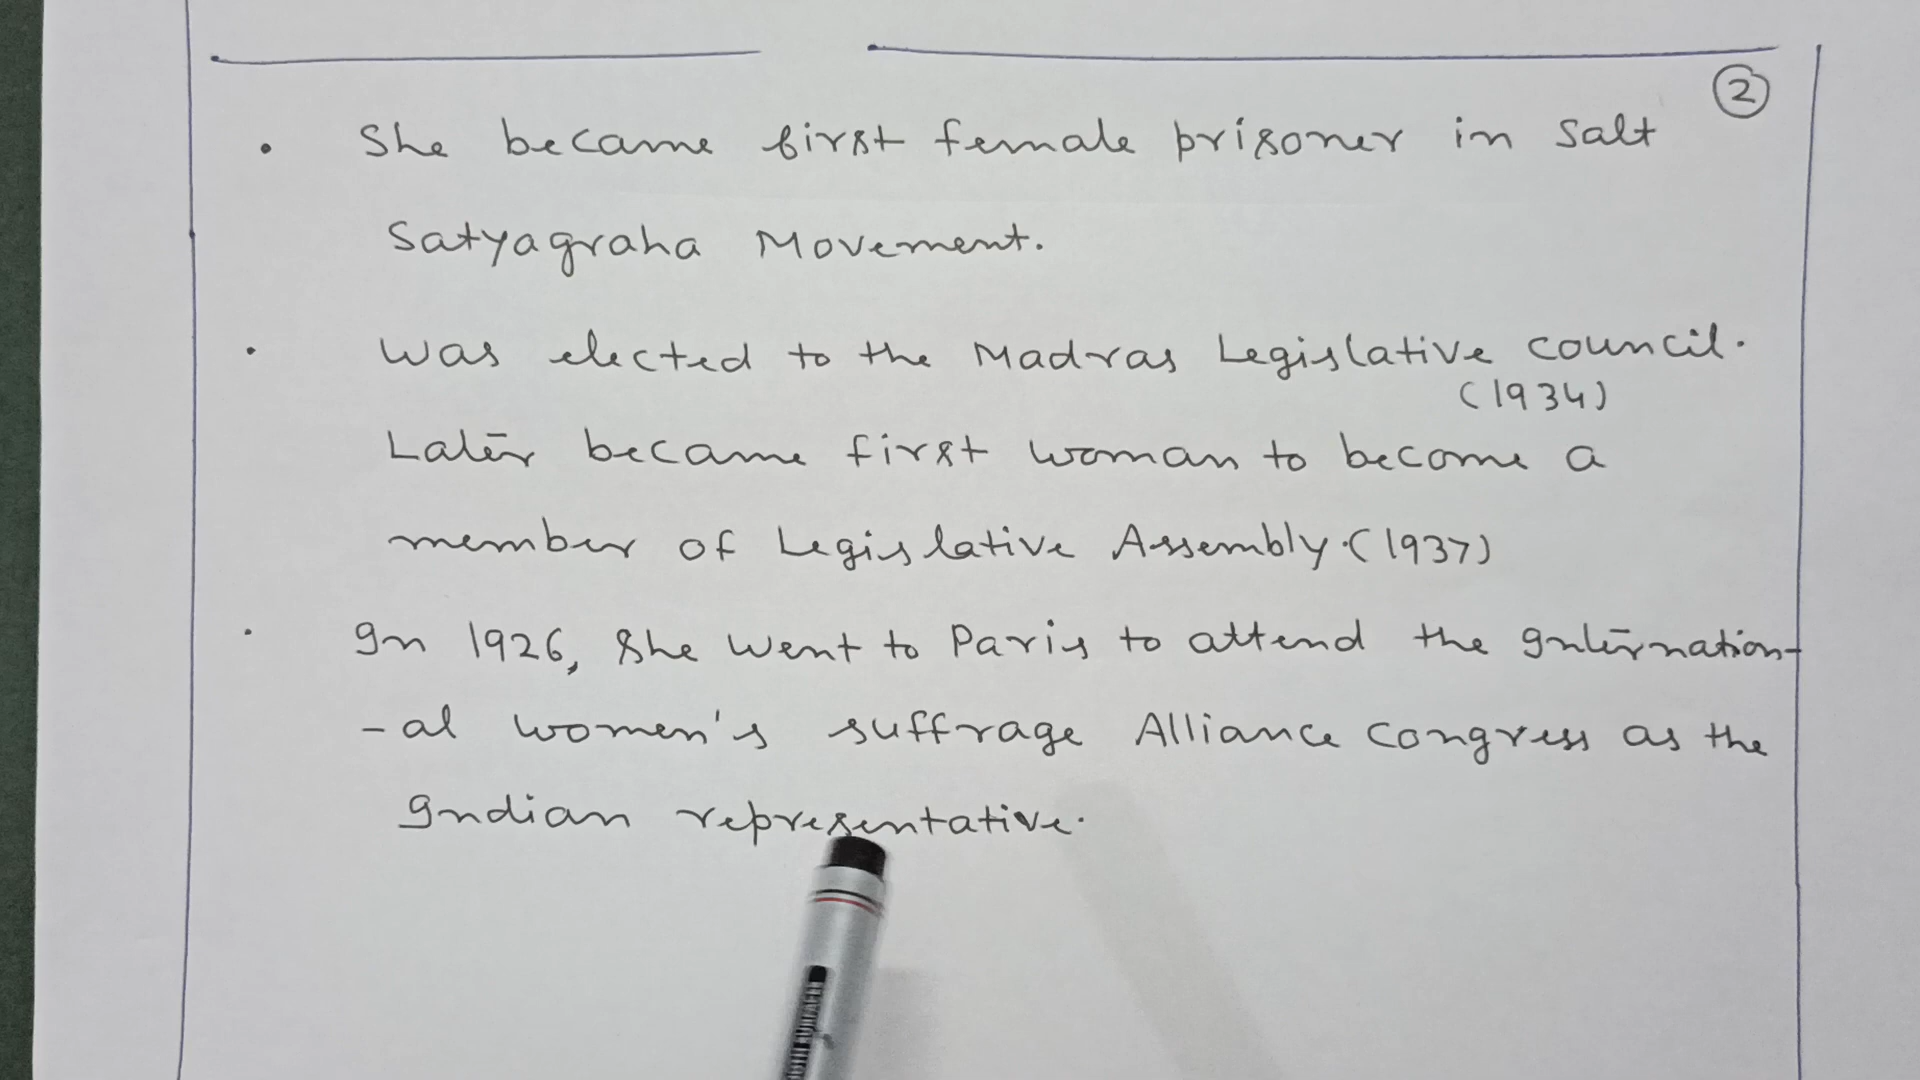 2
She became first female prisoner in salt
Satyagraha Movement.
Was elected to the Madras Legislative council.
(1934)
Later became first woman to become a
member of Legislative Assembly.(1937)
In 1926, she went to Paris to attend the Internation-
-al women's suffrage Alliance Congress as the
Indian representative.